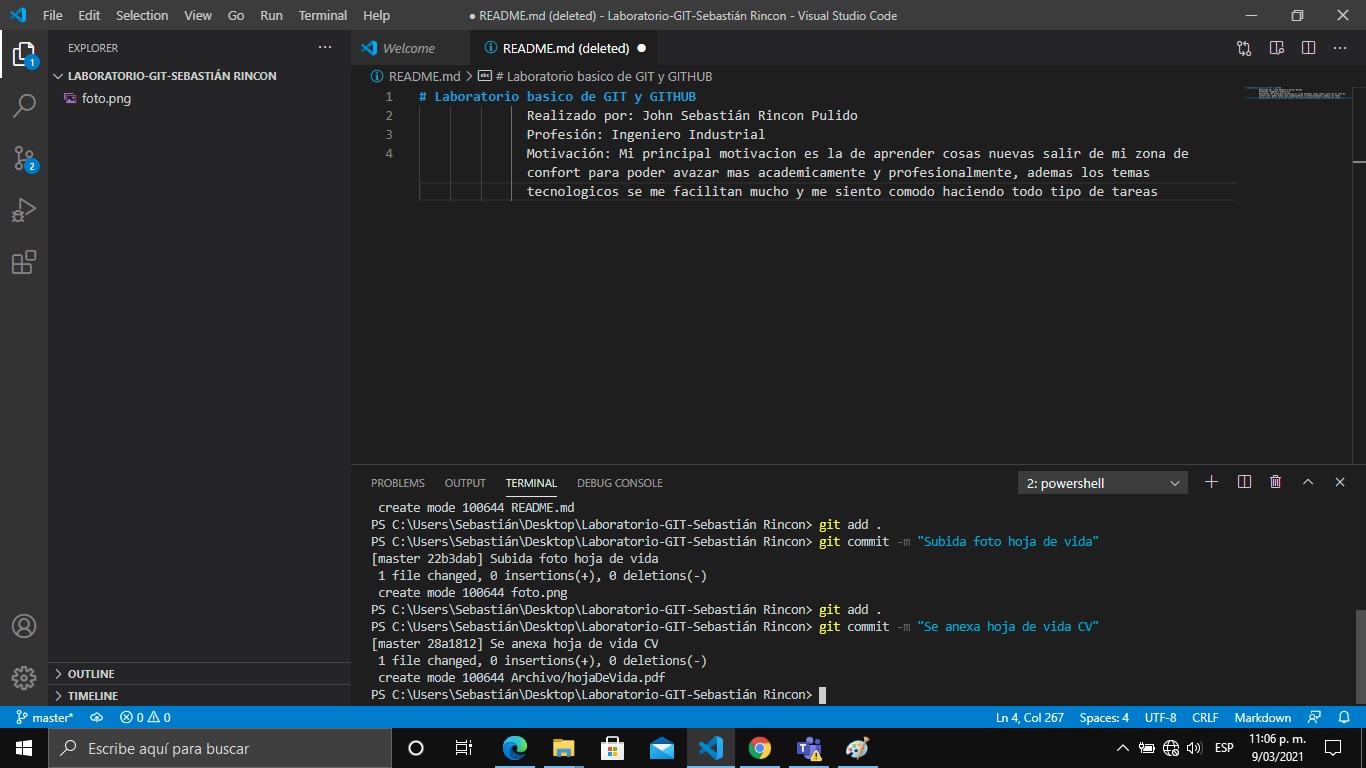 File Edit Selection View Go Run Terminal Help
● README.md (deleted) - Laboratorio-GIT-Sebastián Rincon - Visual Studio Code
EXPLORER
LABORATORIO-GIT-SEBASTIÁN RINCON
foto.png
OUTLINE
TIMELINE
1
2
Welcome
README.md (deleted) ●
README.md > # Laboratorio basico de GIT y GITHUB
1 # Laboratorio basico de GIT y GITHUB
2 Realizado por: John Sebastián Rincon Pulido
3 Profesión: Ingeniero Industrial
4 Motivación: Mi principal motivacion es la de aprender cosas nuevas salir de mi zona de
confort para poder avazar mas academicamente y profesionalmente, ademas los temas
tecnologicos se me facilitan mucho y me siento comodo haciendo todo tipo de tareas
PROBLEMS OUTPUT TERMINAL DEBUG CONSOLE
2: powershell
create mode 100644 README.md
PS C:\Users\Sebastián\Desktop\Laboratorio-GIT-Sebastián Rincon> git add .
PS C:\Users\Sebastián\Desktop\Laboratorio-GIT-Sebastián Rincon> git commit -m "Subida foto hoja de vida"
[master 22b3dab] Subida foto hoja de vida
1 file changed, 0 insertions(+), 0 deletions(-)
create mode 100644 foto.png
PS C:\Users\Sebastián\Desktop\Laboratorio-GIT-Sebastián Rincon> git add .
PS C:\Users\Sebastián\Desktop\Laboratorio-GIT-Sebastián Rincon> git commit -m "Se anexa hoja de vida CV"
[master 28a1812] Se anexa hoja de vida CV
1 file changed, 0 insertions(+), 0 deletions(-)
create mode 100644 Archivo/hojaDeVida.pdf
PS C:\Users\Sebastián\Desktop\Laboratorio-GIT-Sebastián Rincon>
master* 0 0
Ln 4, Col 267 Spaces: 4 UTF-8 CRLF Markdown
Escribe aquí para buscar
ESP
11:06 p. m.
9/03/2021